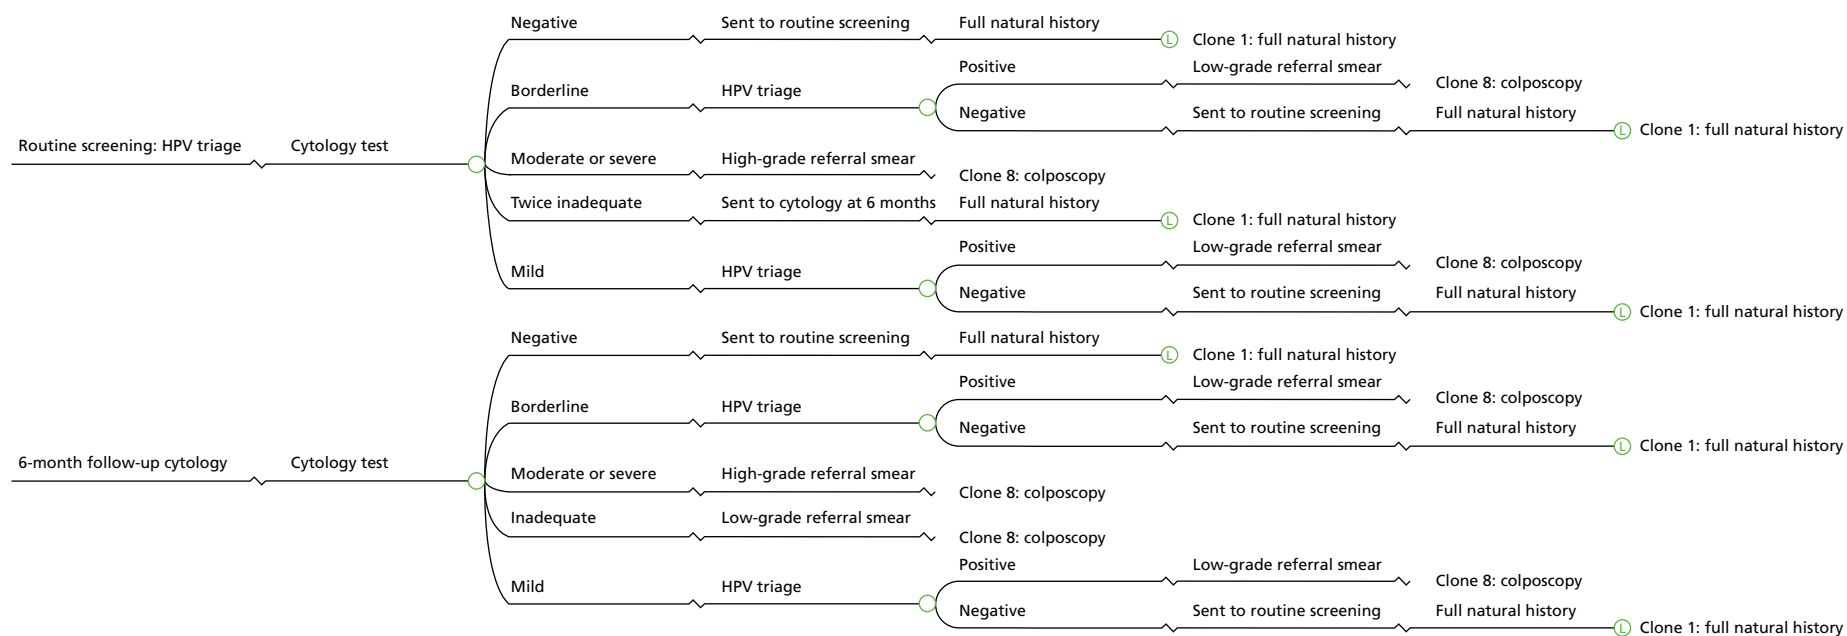 Negative Sent to routine screening Full natural history
L Clone 1: full natural history
Positive Low-grade referral smear
Clone 8: colposcopy
Borderline HPV triage
Negative Sent to routine screening Full natural history
L Clone 1: full natural history
Routine screening: HPV triage Cytology test
Moderate or severe High-grade referral smear
Clone 8: colposcopy
Twice inadequate Sent to cytology at 6 months Full natural history
L Clone 1: full natural history
Positive Low-grade referral smear
Clone 8: colposcopy
Mild HPV triage
Negative Sent to routine screening Full natural history
L Clone 1: full natural history
Negative Sent to routine screening Full natural history
L Clone 1: full natural history
Positive Low-grade referral smear
Clone 8: colposcopy
Borderline HPV triage
Negative Sent to routine screening Full natural history
L Clone 1: full natural history
6-month follow-up cytology Cytology test
Moderate or severe High-grade referral smear
Clone 8: colposcopy
Inadequate Low-grade referral smear
Clone 8: colposcopy
Positive Low-grade referral smear
Clone 8: colposcopy
Mild HPV triage
Negative Sent to routine screening Full natural history
L Clone 1: full natural history